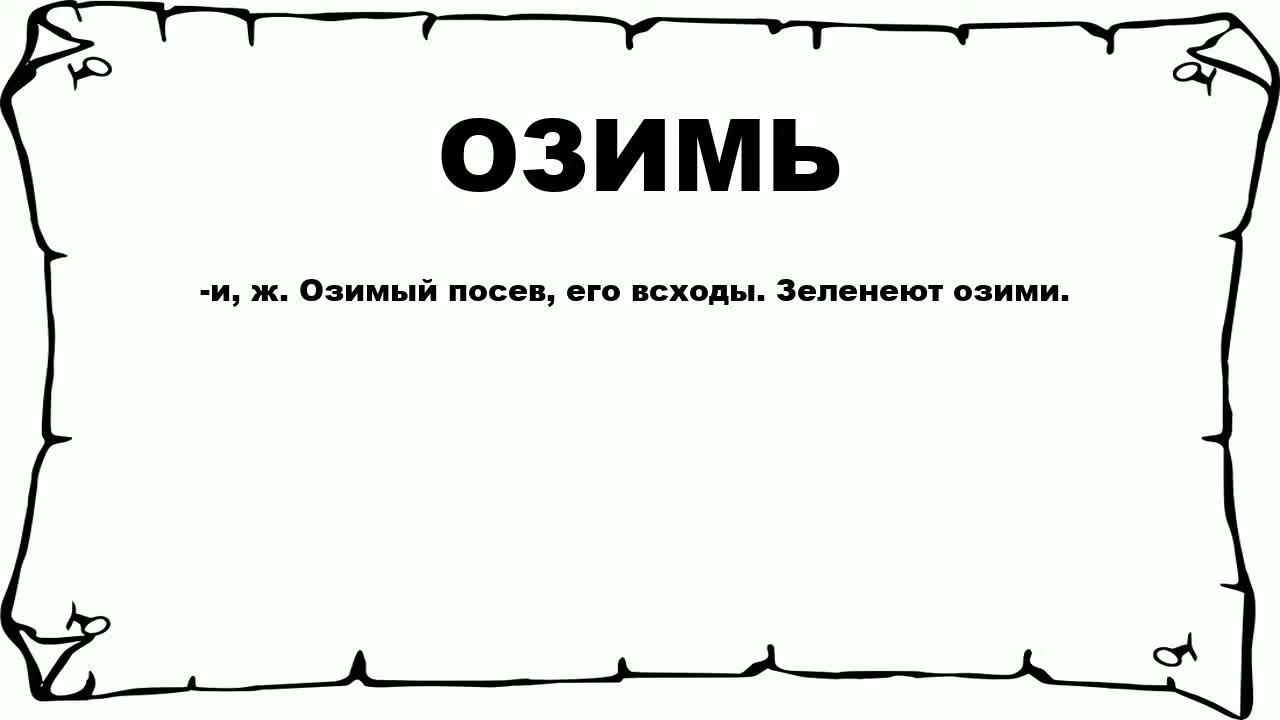 ОЗИМЬ
-и, ж. Озимый посев, его всходы. Зеленеют озими.